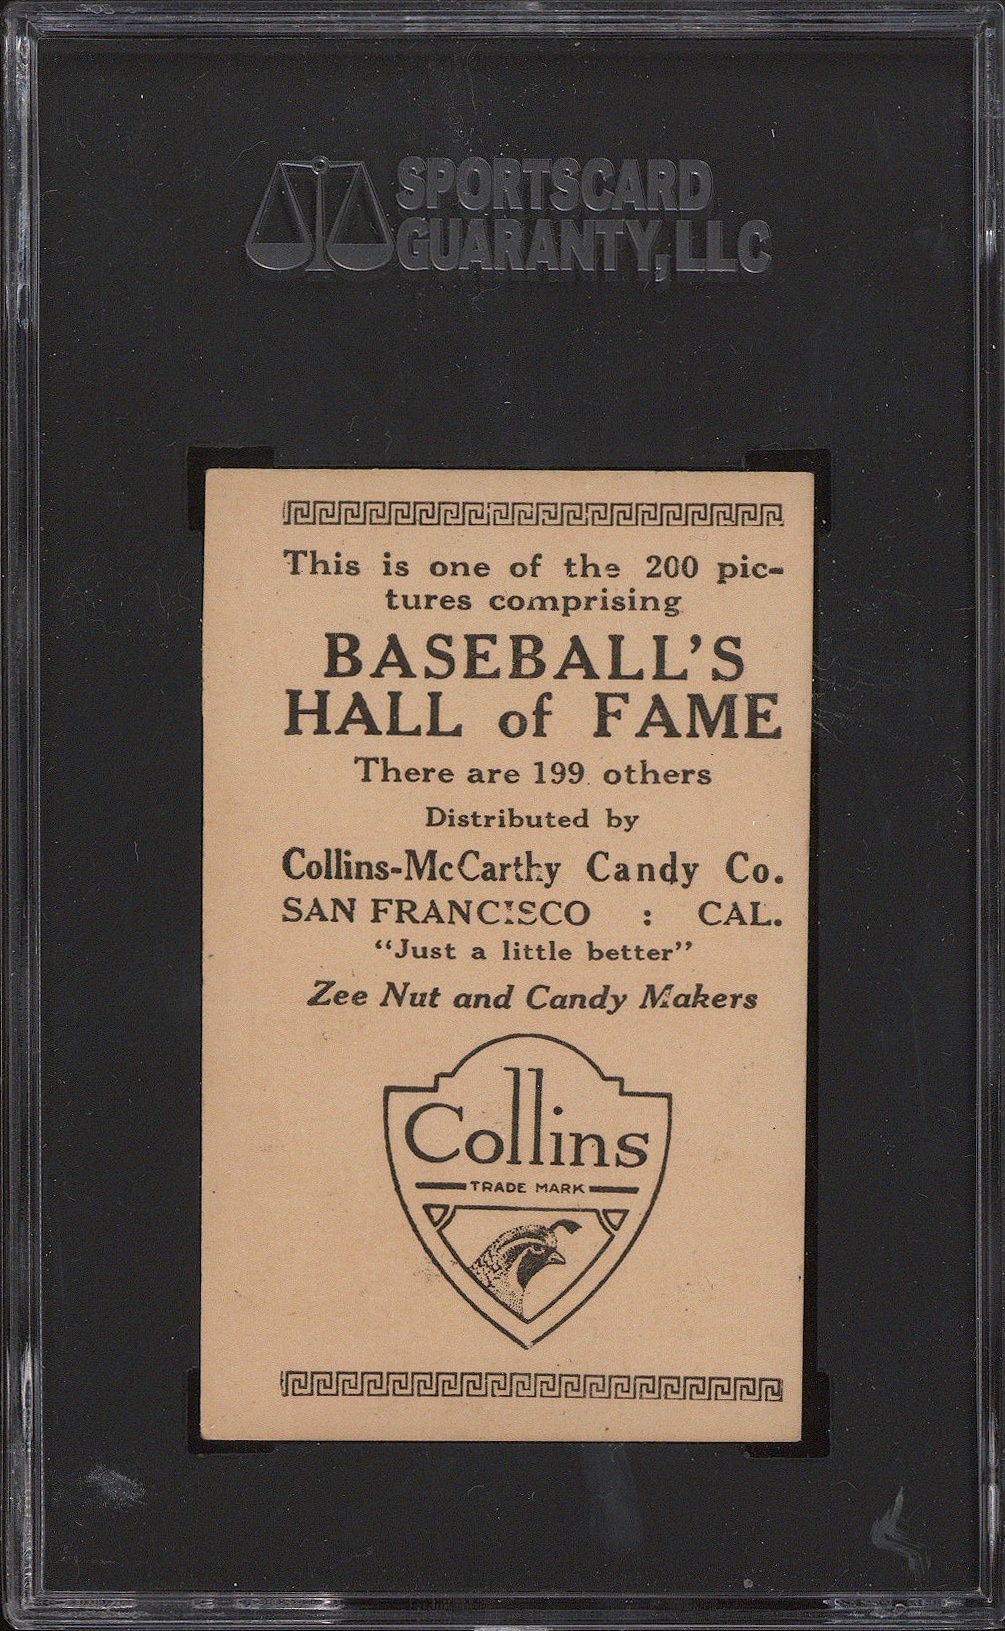 SPORTSCARD
GUARANTY, LLC
This is one of the 200 pic-
tures comprising
BASEBALL'S
HALL of FAME
There are 199 others
Distributed by
Collins-McCarthy Candy Co.
SAN FRANCISCO : CAL.
"Just a little better"
Zee Nut and Candy Makers
Collins
TRADE MARK